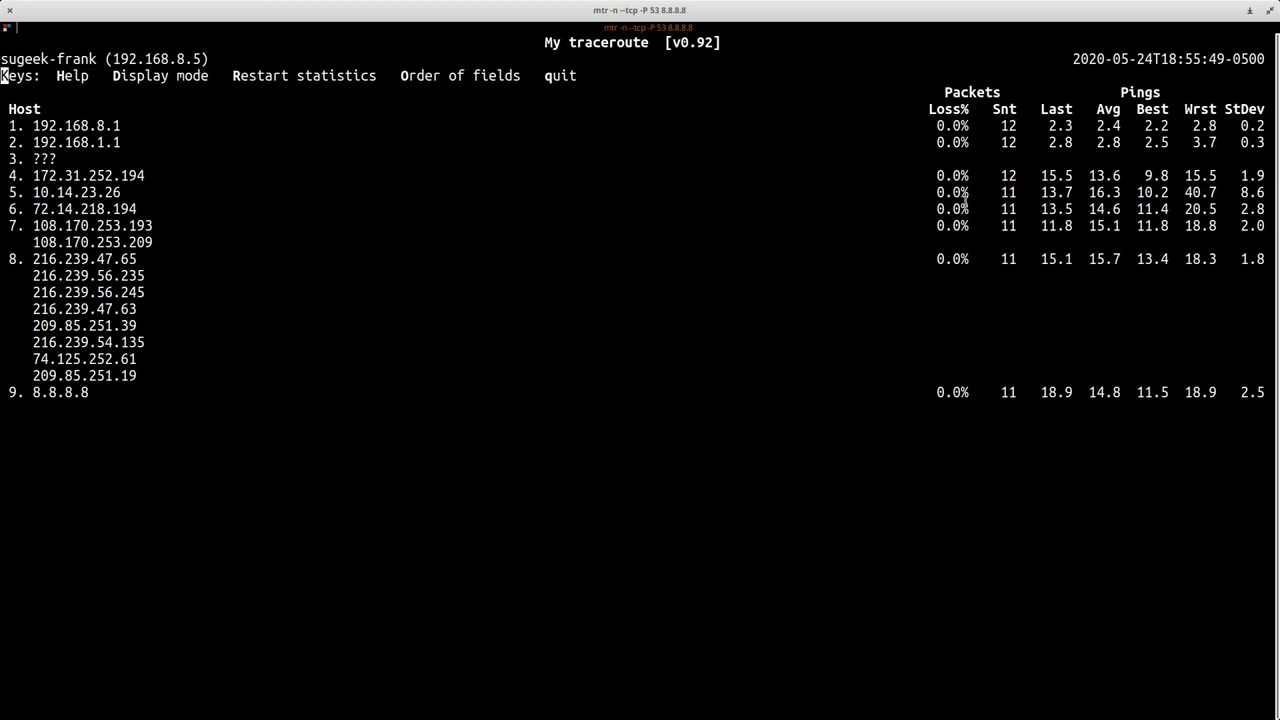 mtr -n --tcp -P 53 8.8.8.8
mtr -n --tcp -P 53 8.8.8.8
My traceroute [v0.92]
sugeek-frank (192.168.8.5) 2020-05-24T18:55:49-0500
Keys: Help Display mode Restart statistics Order of fields quit
Packets Pings
Host Loss% Snt Last Avg Best Wrst StDev
1. 192.168.8.1 0.0% 12 2.3 2.4 2.2 2.8 0.2
2. 192.168.1.1 0.0% 12 2.8 2.8 2.5 3.7 0.3
3. ???
4. 172.31.252.194 0.0% 12 15.5 13.6 9.8 15.5 1.9
5. 10.14.23.26 0.0% 11 13.7 16.3 10.2 40.7 8.6
6. 72.14.218.194 0.0% 11 13.5 14.6 11.4 20.5 2.8
7. 108.170.253.193 0.0% 11 11.8 15.1 11.8 18.8 2.0
108.170.253.209
8. 216.239.47.65 0.0% 11 15.1 15.7 13.4 18.3 1.8
216.239.56.235
216.239.56.245
216.239.47.63
209.85.251.39
216.239.54.135
74.125.252.61
209.85.251.19
9. 8.8.8.8 0.0% 11 18.9 14.8 11.5 18.9 2.5